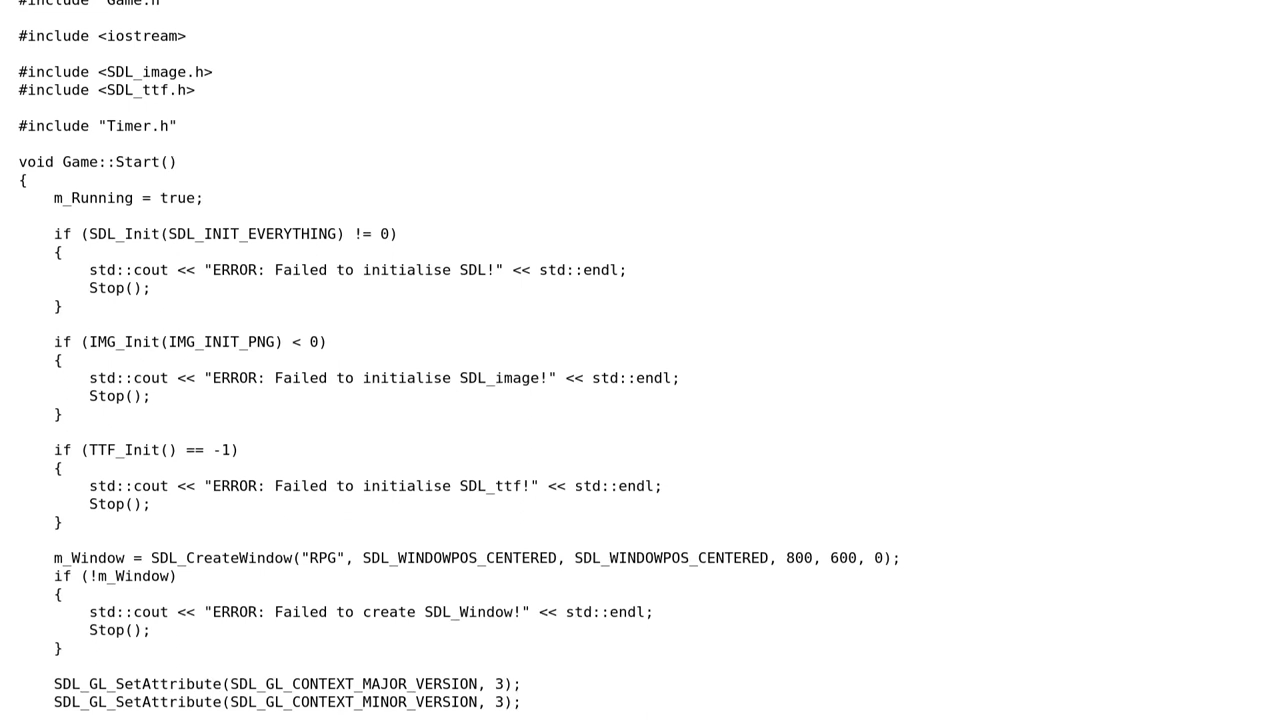 #include "Game.h"
#include <iostream>
#include <SDL_image.h>
#include <SDL_ttf.h>
#include "Timer.h"
void Game::Start()
{
    m_Running = true;
    if (SDL_Init(SDL_INIT_EVERYTHING) != 0)
    {
        std::cout << "ERROR: Failed to initialise SDL!" << std::endl;
        Stop();
    }
    if (IMG_Init(IMG_INIT_PNG) < 0)
    {
        std::cout << "ERROR: Failed to initialise SDL_image!" << std::endl;
        Stop();
    }
    if (TTF_Init() == -1)
    {
        std::cout << "ERROR: Failed to initialise SDL_ttf!" << std::endl;
        Stop();
    }
    m_Window = SDL_CreateWindow("RPG", SDL_WINDOWPOS_CENTERED, SDL_WINDOWPOS_CENTERED, 800, 600, 0);
    if (!m_Window)
    {
        std::cout << "ERROR: Failed to create SDL_Window!" << std::endl;
        Stop();
    }
    SDL_GL_SetAttribute(SDL_GL_CONTEXT_MAJOR_VERSION, 3);
    SDL_GL_SetAttribute(SDL_GL_CONTEXT_MINOR_VERSION, 3);